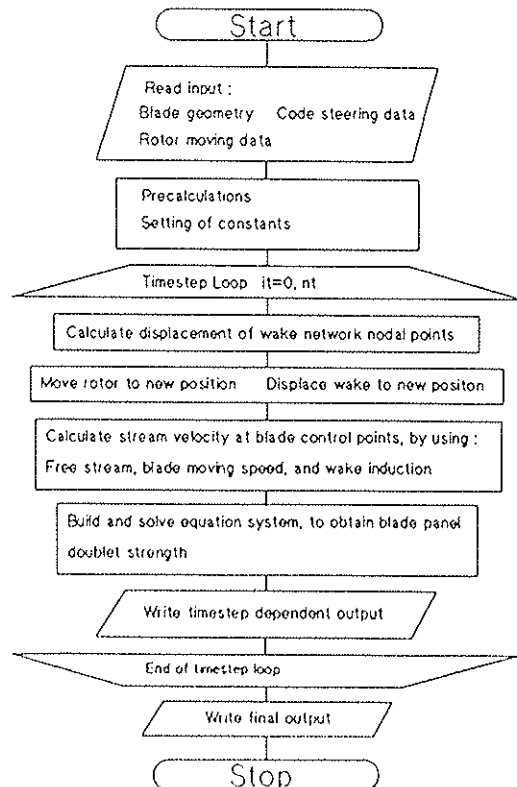 Start
Read input :
Blade geometry Code steering data
Rotor moving data
Precalculations
Setting of constants
Timestep Loop it=0, nt
Calculate displacement of wake network nodal points
Move rotor to new position Displace wake to new positon
Calculate stream velocity at blade control points, by using :
Free stream, blade moving speed, and wake induction
Build and solve equation system, to obtain blade panel
doublet strength
Write timestep dependent output
End of timestep loop
Write final output
Stop